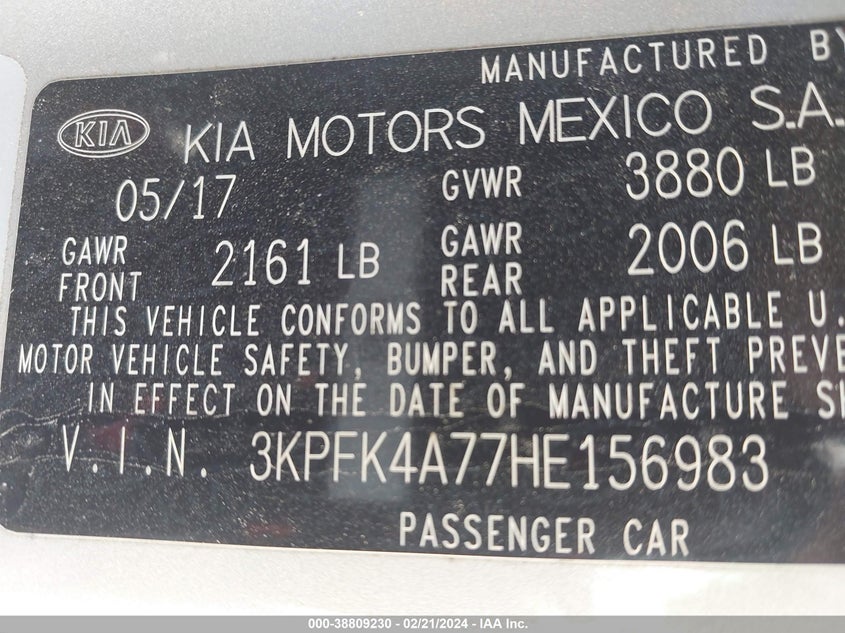 MANUFACTURED BY
KIA KIA MOTORS MEXICO S.A.
05/17 GVWR 3880 LB
GAWR FRONT 2161 LB GAWR REAR 2006 LB
THIS VEHICLE CONFORMS TO ALL APPLICABLE U.
MOTOR VEHICLE SAFETY, BUMPER, AND THEFT PREVE
IN EFFECT ON THE DATE OF MANUFACTURE SH
V.I.N. 3KPFK4A77HE156983
PASSENGER CAR
000-38809230 - 02/21/2024 - IAA Inc.